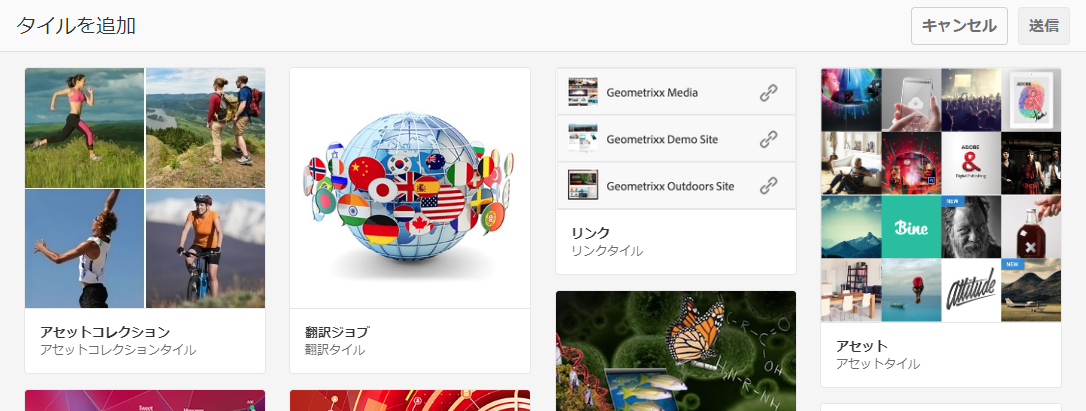 タイルを追加
キャンセル
送信
Geometrixx Media
Geometrixx Demo Site
Geometrixx Outdoors Site
リンク
リンクタイル
ADOBE
&
Digital Publishing
NEW
Bine
NEW
Attitude
アセットコレクション
アセットコレクションタイル
翻訳ジョブ
翻訳タイル
アセット
アセットタイル
Tweet